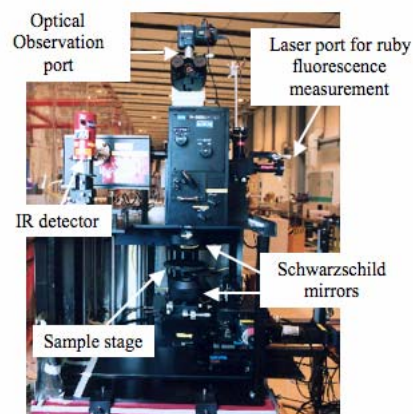 Optical
Observation
port
Laser port for ruby
fluorescence
measurement
IR detector
Schwarzschild
mirrors
Sample stage